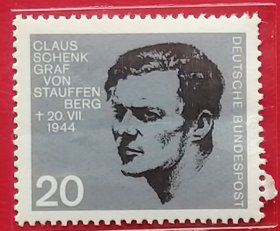 CLAUS
SCHENK
GRAF
VON
STAUFFEN
BERG
† 20. VII.
1944
20
DEUTSCHE BUNDESPOST